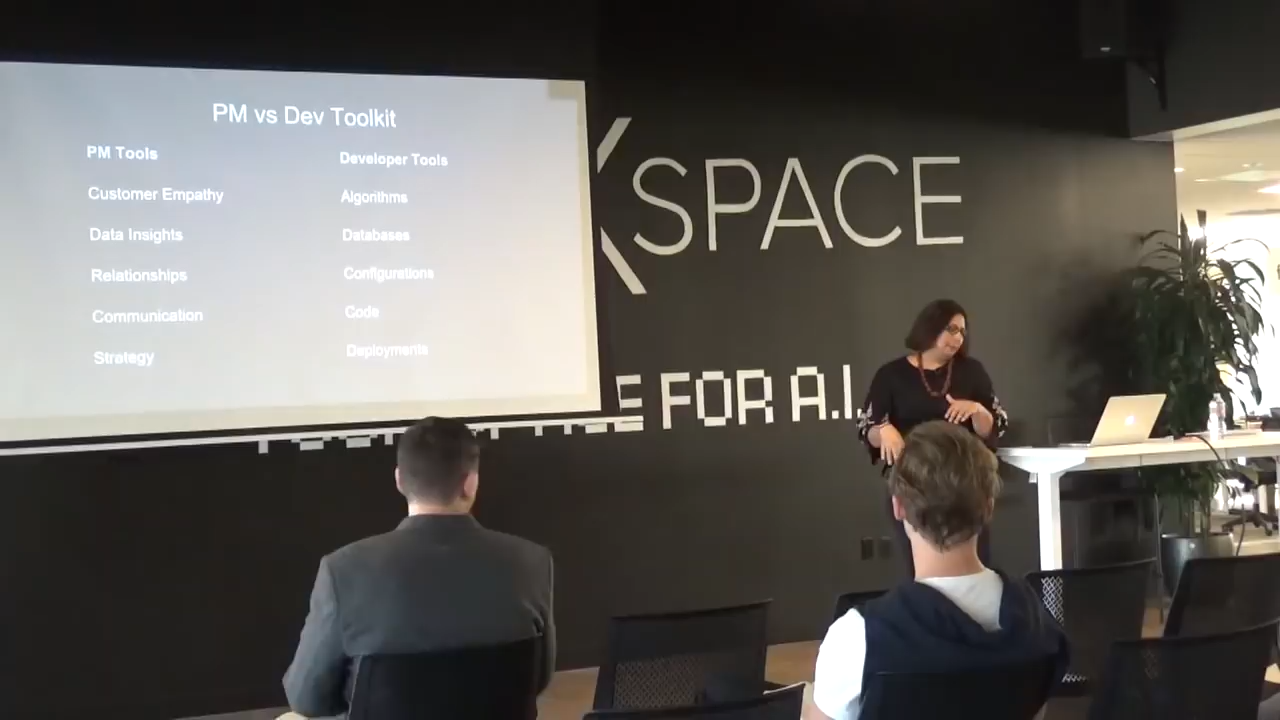 PM vs Dev Toolkit
PM Tools
Customer Empathy
Data Insights
Relationships
Communication
Strategy
Developer Tools
Algorithms
Databases
Configurations
Code
Deployments
SPACE
E FOR A.I.